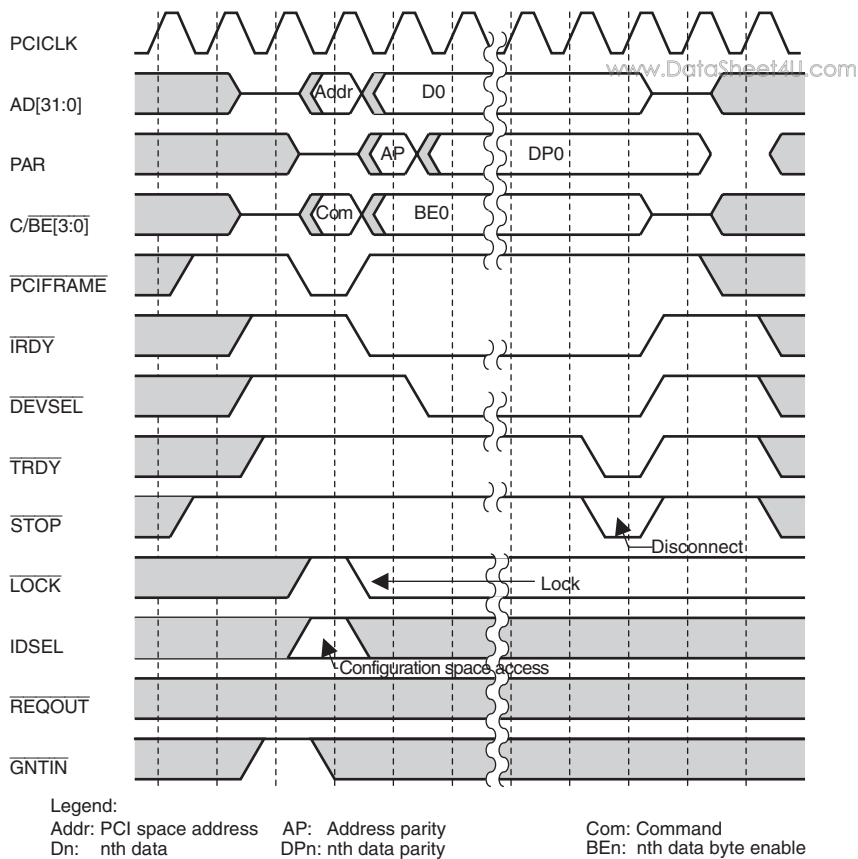 PCICLK
www.DataSheet4U.com
AD[31:0]
Addr
D0
PAR
AP
DP0
C/BE[3:0]
Com
BE0
PCIFRAME
IRDY
DEVSEL
TRDY
STOP
Disconnect
LOCK
Lock
IDSEL
Configuration space access
REQOUT
GNTIN
Legend:
Addr: PCI space address AP: Address parity Com: Command
Dn: nth data DPn: nth data parity BEn: nth data byte enable